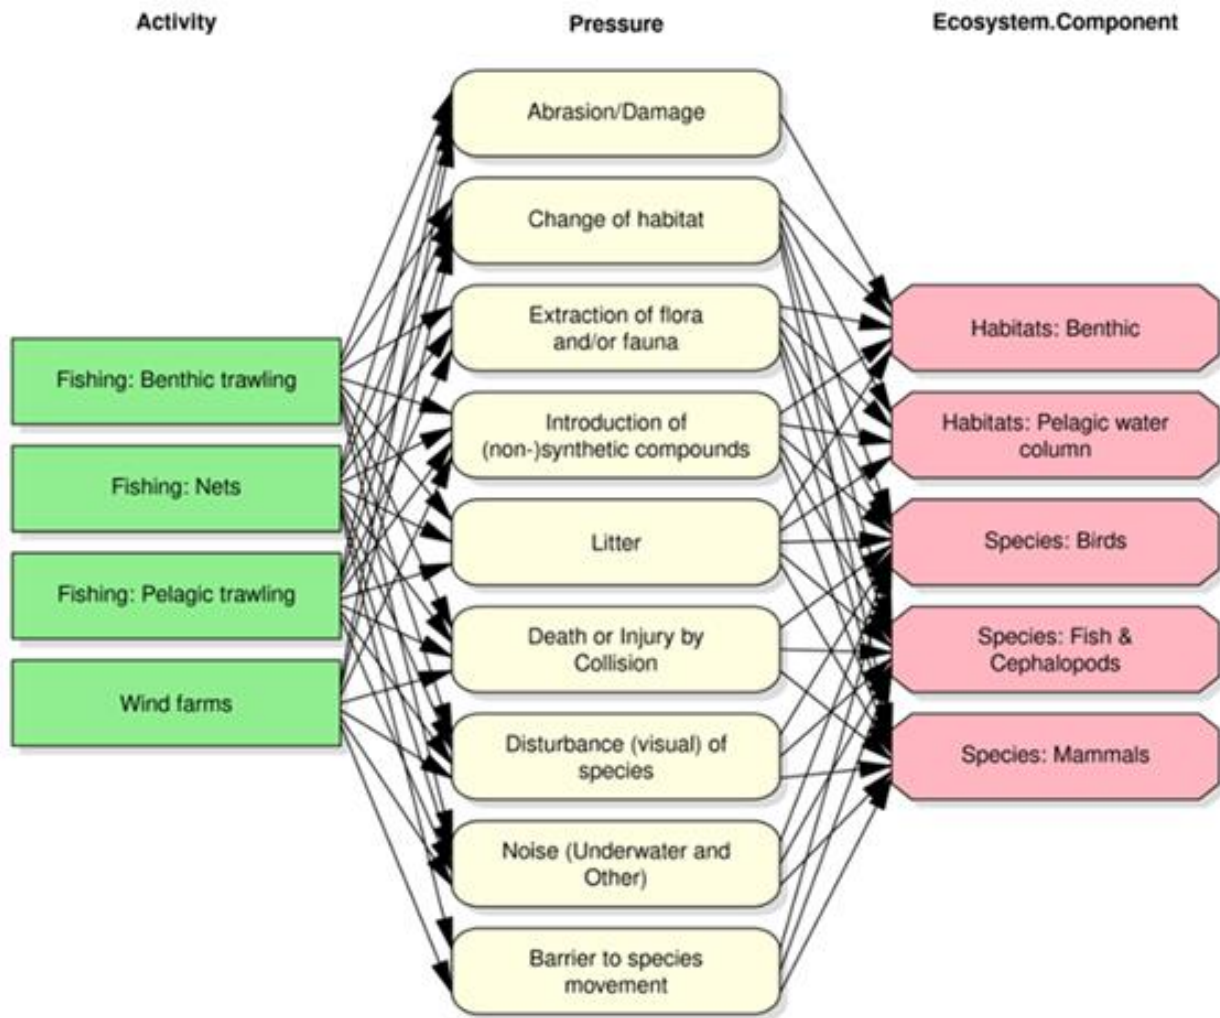 Activity
Pressure
Ecosystem.Component
Abrasion/Damage
Change of habitat
Extraction of flora
and/or fauna
Introduction of
(non-)synthetic compounds
Litter
Death or Injury by
Collision
Disturbance (visual) of
species
Noise (Underwater and
Other)
Barrier to species
movement
Fishing: Benthic trawling
Fishing: Nets
Fishing: Pelagic trawling
Wind farms
Habitats: Benthic
Habitats: Pelagic water
column
Species: Birds
Species: Fish &
Cephalopods
Species: Mammals